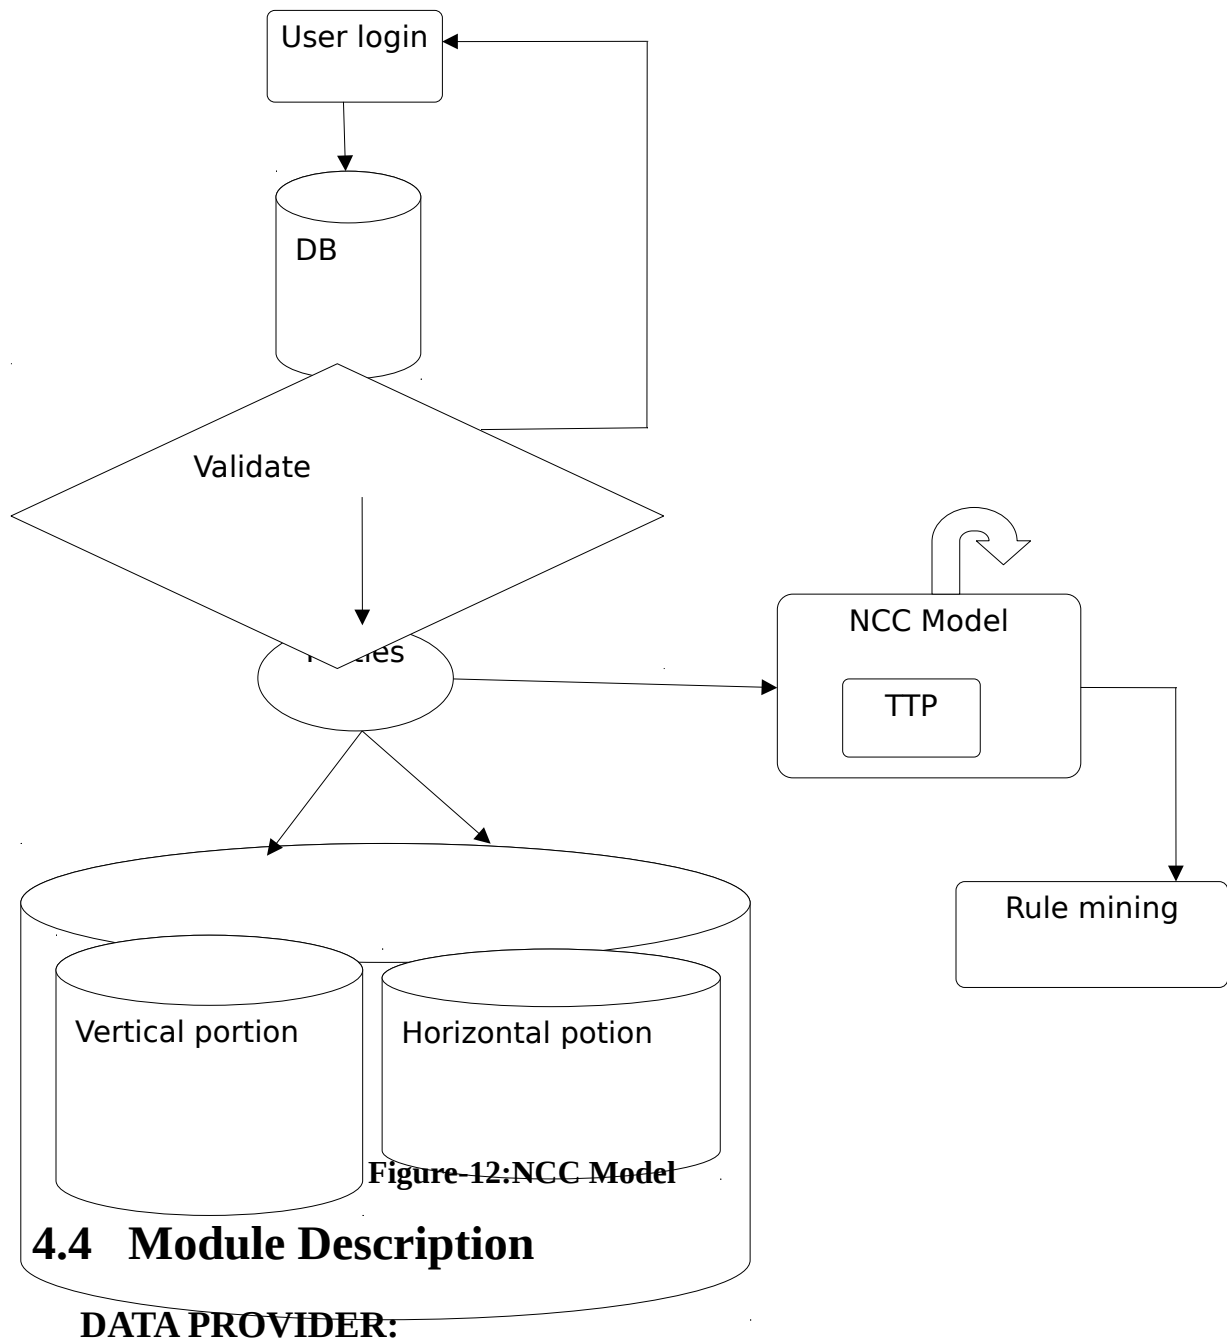 User login
DB
Validate
NCC Model
TTP
Rule mining
Vertical portion
Horizontal potion
Figure-12:NCC Model
4.4 Module Description
DATA PROVIDER: